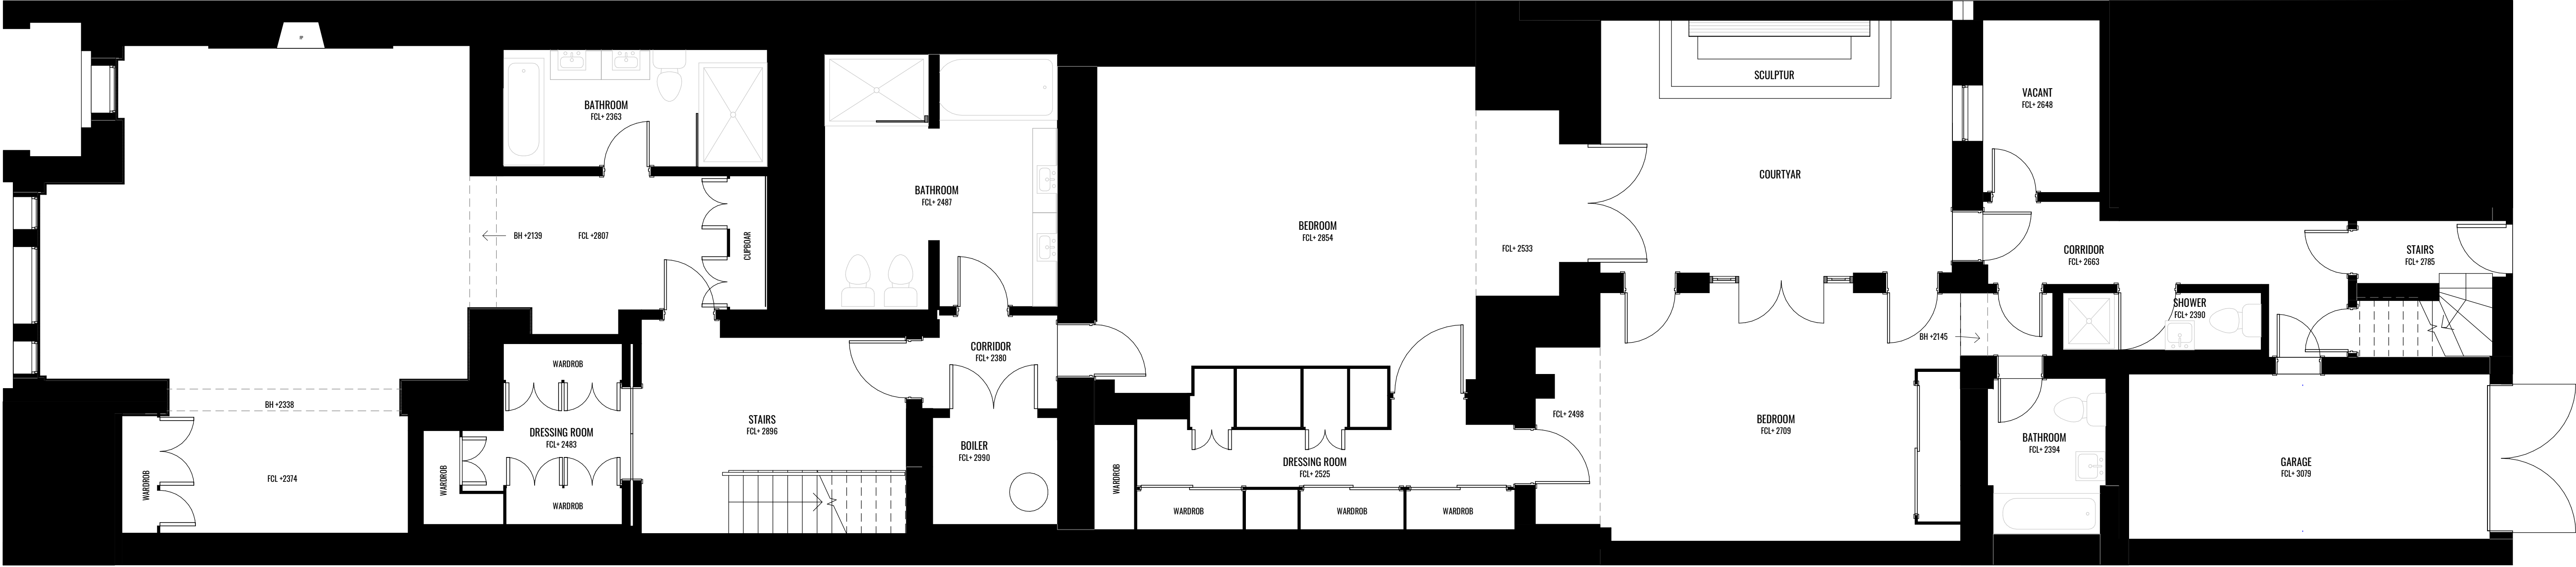 FP
BATHROOM
FCL+ 2363
SCULPTUR
VACANT
FCL+ 2648
BATHROOM
FCL+ 2487
COURTYAR
BH +2139
FCL +2807
CUPBOAR
BEDROOM
FCL+ 2854
FCL+ 2533
CORRIDOR
FCL+ 2663
STAIRS
FCL+ 2785
SHOWER
FCL+ 2390
BH +2145
CORRIDOR
FCL+ 2380
WARDROB
BH +2338
DRESSING ROOM
FCL+ 2483
STAIRS
FCL+ 2896
BOILER
FCL+ 2990
FCL+ 2498
BEDROOM
FCL+ 2709
BATHROOM
FCL+ 2394
GARAGE
FCL+ 3079
WARDROB
FCL +2374
WARDROB
WARDROB
WARDROB
DRESSING ROOM
FCL+ 2525
WARDROB
WARDROB
WARDROB